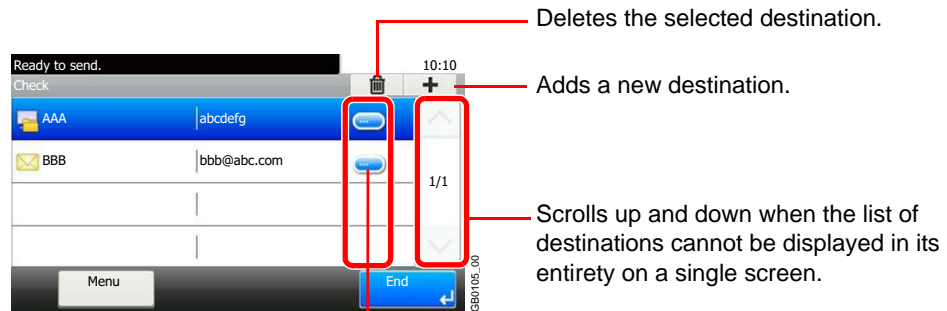 Deletes the selected destination.
Ready to send.
10:10
Check
Adds a new destination.
AAA
abcdefg
BBB
bbb@abc.com
1/1
Scrolls up and down when the list of
destinations cannot be displayed in its
entirety on a single screen.
Menu
End
GB0105_00